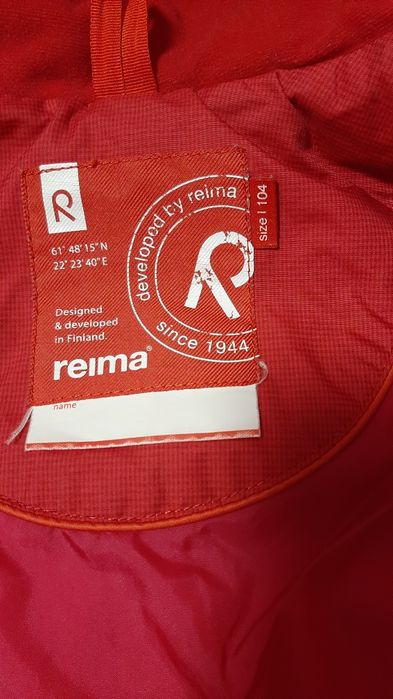 61° 48' 15" N
22° 23' 40" E
developed by reima
since 1944
size | 104
Designed
& developed
in Finland.
reima®
name